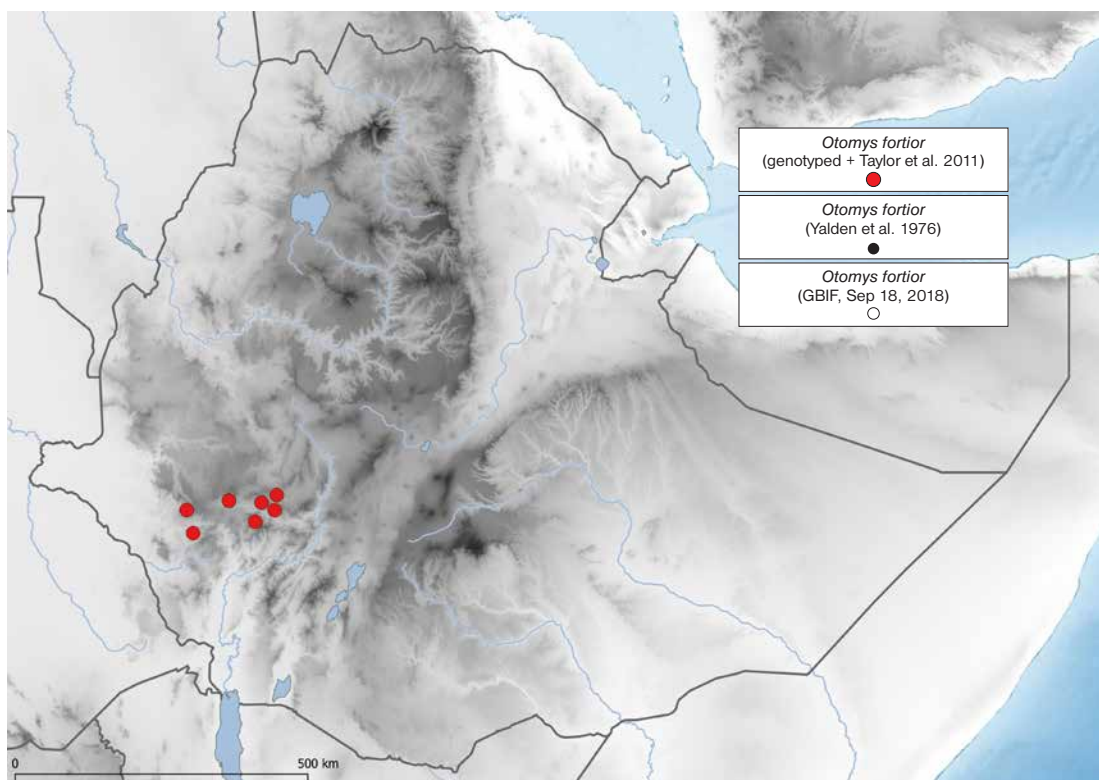 Otomys fortior
(genotyped + Taylor et al. 2011)
Otomys fortior
(Yalden et al. 1976)
Otomys fortior
(GBIF, Sep 18, 2018)
0
500 km